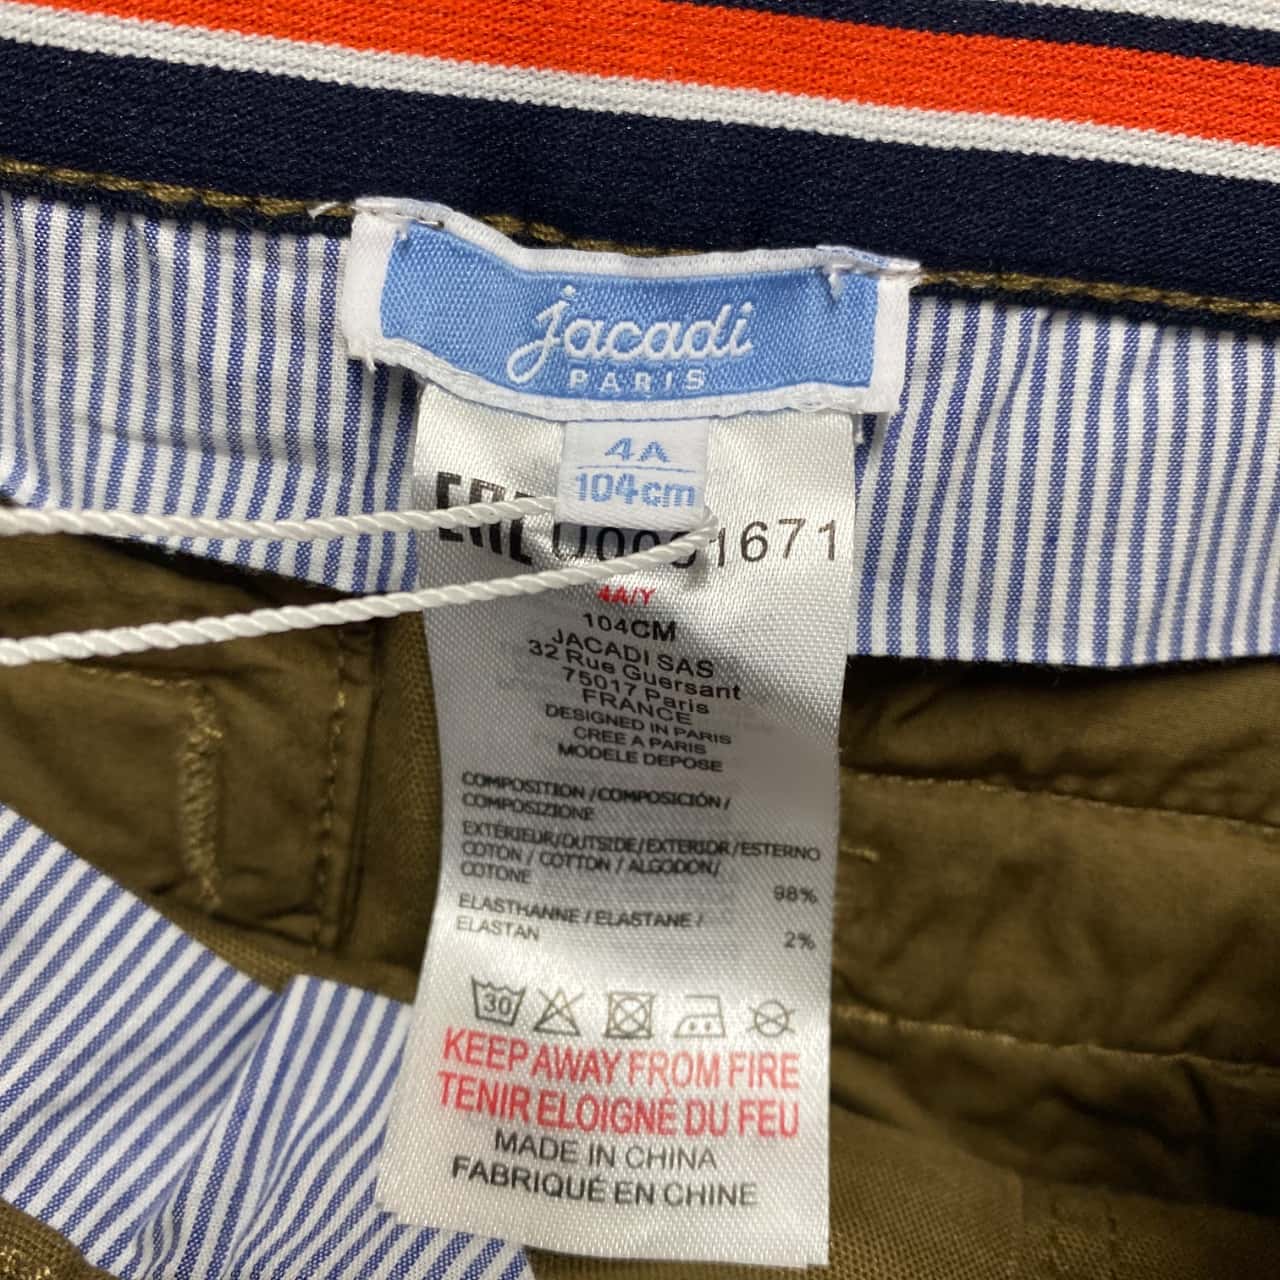 jacadi
PARIS
4A
104cm
EAC
1671
4A/Y
104CM
JACADI SAS
32 Rue Guersant
75017 Paris
FRANCE
DESIGNED IN PARIS
CREE A PARIS
MODELE DEPOSE
COMPOSITION / COMPOSICIÓN /
COMPOSIZIONE
EXTÉRIEUR/OUTSIDE/EXTERIOR/ESTERNO
COTON / COTTON / ALGODON/
COTONE 98%
ELASTHANNE / ELASTANE /
ELASTAN 2%
30
KEEP AWAY FROM FIRE
TENIR ELOIGNÉ DU FEU
MADE IN CHINA
FABRIQUÉ EN CHINE